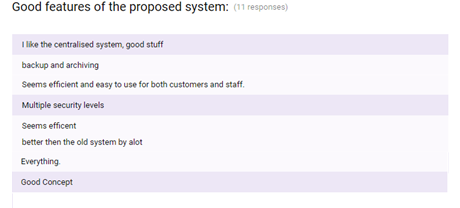 Good features of the proposed system: (11 responses)
I like the centralised system, good stuff
backup and archiving
Seems efficient and easy to use for both customers and staff.
Multiple security levels
Seems efficent
better then the old system by alot
Everything.
Good Concept